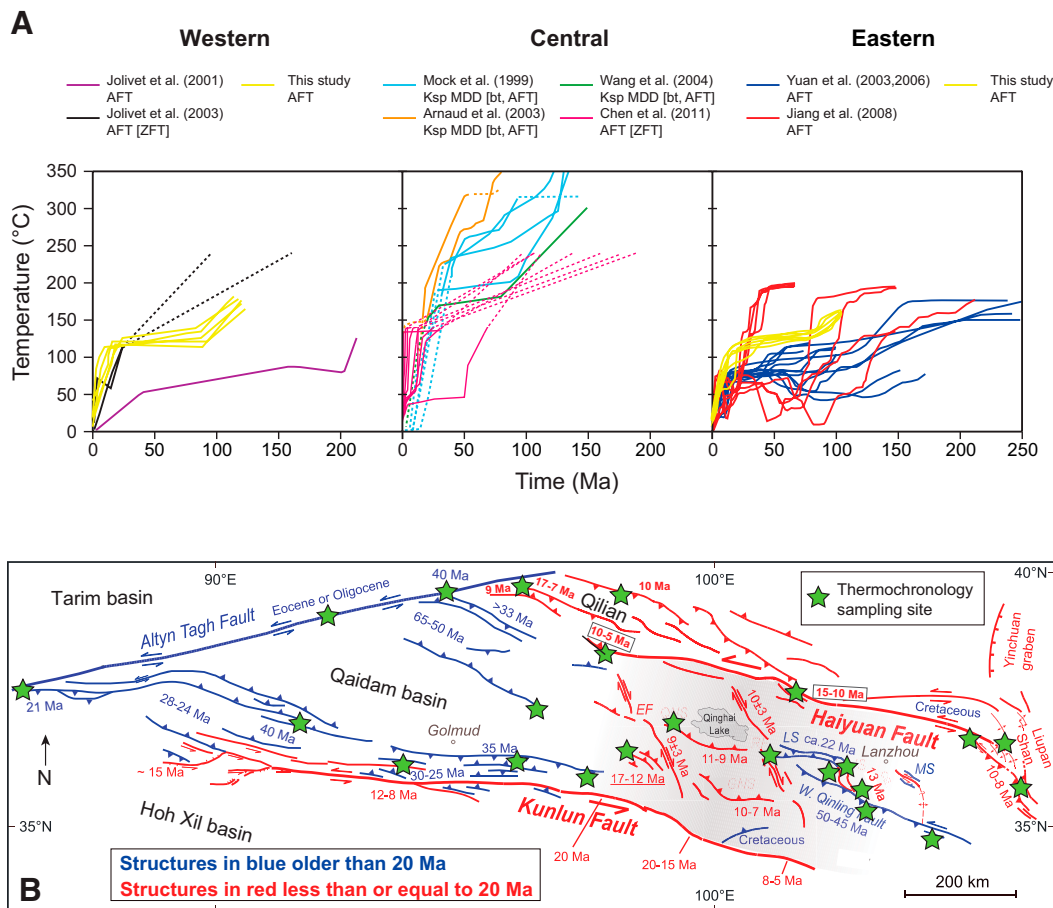 A
Western
Central
Eastern
Jolivet et al. (2001)
AFT
This study
AFT
Jolivet et al. (2003)
AFT [ZFT]
Mock et al. (1999)
Ksp MDD [bt, AFT]
Wang et al. (2004)
Ksp MDD [bt, AFT]
Arnaud et al. (2003)
Ksp MDD [bt, AFT]
Chen et al. (2011)
AFT [ZFT]
Yuan et al. (2003,2006)
AFT
This study
AFT
Jiang et al. (2008)
AFT
Temperature (°C)
350
300
250
200
150
100
50
0
0 50 100 150 200
0 50 100 150 200
0 50 100 150 200 250
Time (Ma)
90°E
100°E
40°N
Tarim basin
Altyn Tagh Fault
Eocene or Oligocene
40 Ma
9 Ma
17-7 Ma
10 Ma
Qilian
>33 Ma
65-50 Ma
10-5 Ma
Thermochronology
sampling site
Yinchuan
graben
Qaidam basin
21 Ma
28-24 Ma
40 Ma
Golmud
35 Ma
30-25 Ma
~ 15 Ma
12-8 Ma
N
EF
Qinghai
Lake
10±3 Ma
9±3 Ma
11-9 Ma
17-12 Ma
GHS
10-7 Ma
15-10 Ma
Cretaceous
Haiyuan Fault
LS ca.22 Ma
Lanzhou
MS
13 Ma
W. Qinling Fault
50-45 Ma
Liupan
Shan
10-8 Ma
Hoh Xil basin
Kunlun Fault
20 Ma
20-15 Ma
8-5 Ma
Cretaceous
35°N
35°N
Structures in blue older than 20 Ma
Structures in red less than or equal to 20 Ma
B
100°E
200 km